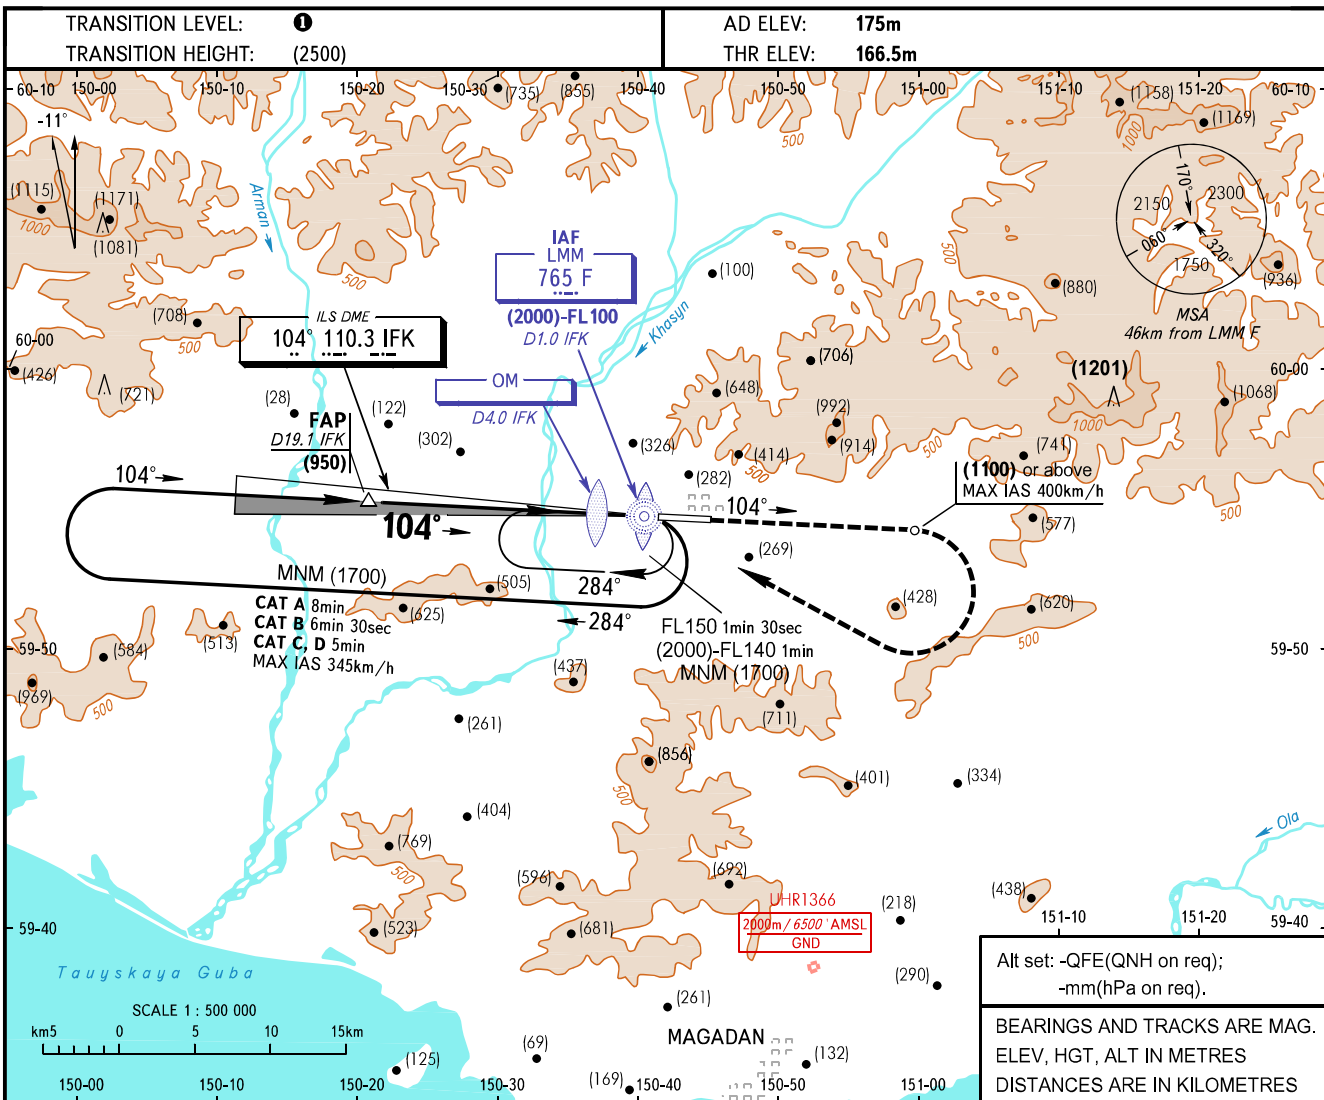 TRANSITION LEVEL: ❶
TRANSITION HEIGHT: (2500)
AD ELEV: 175m
THR ELEV: 166.5m
60-10 150-00 150-10 150-20 150-30 150-40 150-50 151-00 151-10 151-20 60-10
(735)
(855)
(1158)
(1169)
-11°
500
1000
(1115)
(1171)
1000
(1081)
Arman
500
170°
2150
2300
060°
320°
1750
MSA
46km from LMM F
(936)
(880)
500
IAF
LMM
765 F
(2000)-FL100
D1.0 IFK
(100)
Khasyn
500
(708)
500
ILS DME
104° 110.3 IFK
60-00
(426)
(721)
OM
D4.0 IFK
(706)
(648)
(1201)
60-00
(1068)
1000
(28)
(122)
FAP
D19.1 IFK
(950)
(302)
(326)
(992)
(914)
(414)
500
(282)
500
(741)
(1100) or above
MAX IAS 400km/h
500
(577)
104°
104°
104°
(269)
MNM (1700)
284°
(505)
(625)
284°
CAT A 8min
CAT B 6min 30sec
CAT C, D 5min
MAX IAS 345km/h
FL150 1min 30sec
(2000)-FL140 1min
MNM (1700)
(428)
(620)
500
(513)
(584)
(969)
500
59-50
59-50
(437)
(261)
(711)
(856)
500
(401)
(334)
(404)
(769)
500
Ola
(596)
(692)
(438)
UHR1366
2000m/6500'AMSL
GND
(218)
(523)
(681)
59-40
151-10
151-20
59-40
Tauyskaya Guba
(290)
(261)
Alt set: -QFE(QNH on req);
-mm(hPa on req).
SCALE 1 : 500 000
km5 0 5 10 15km
MAGADAN
BEARINGS AND TRACKS ARE MAG.
ELEV, HGT, ALT IN METRES
DISTANCES ARE IN KILOMETRES
(125)
(69)
(132)
(169)
150-00 150-10 150-20 150-30 150-40 150-50 151-00